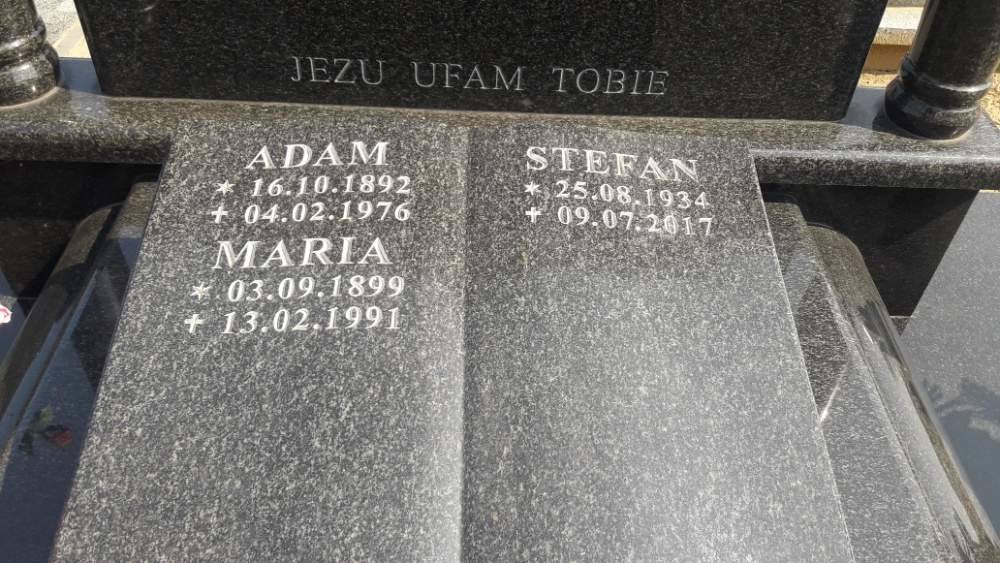 JEZU UFAM TOBIE
ADAM
* 16.10.1892
+ 04.02.1976
MARIA
* 03.09.1899
+ 13.02.1991
STEFAN
* 25.08.1934
+ 09.07.2017